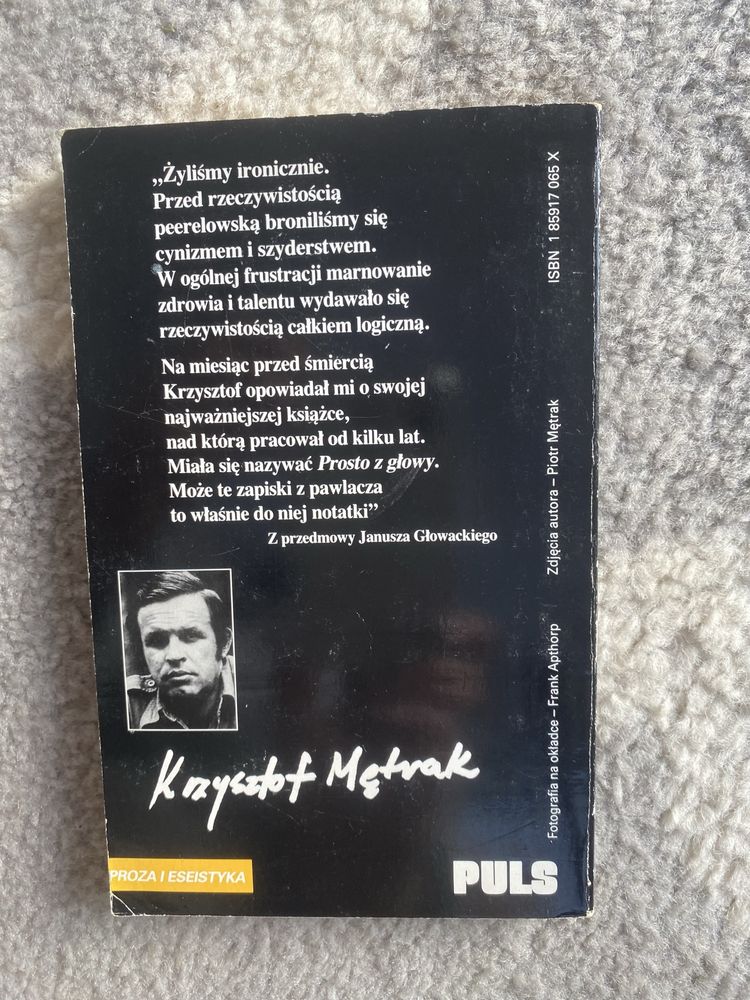 „Żyliśmy ironicznie.
Przed rzeczywistością
peerelowską broniliśmy się
cynizmem i szyderstwem.
W ogólnej frustracji marnowanie
zdrowia i talentu wydawało się
rzeczywistością całkiem logiczną.
Na miesiąc przed śmiercią
Krzysztof opowiadał mi o swojej
najważniejszej książce,
nad którą pracował od kilku lat.
Miała się nazywać Prosto z głowy.
Może te zapiski z pawlacza
to właśnie do niej notatki”
Z przedmowy Janusza Głowackiego
Krzysztof Mętrak
PROZA I ESEISTYKA
PULS
Fotografia na okładce – Frank Apthorp
Zdjęcia autora – Piotr Mętrak
ISBN 1 85917 065 X